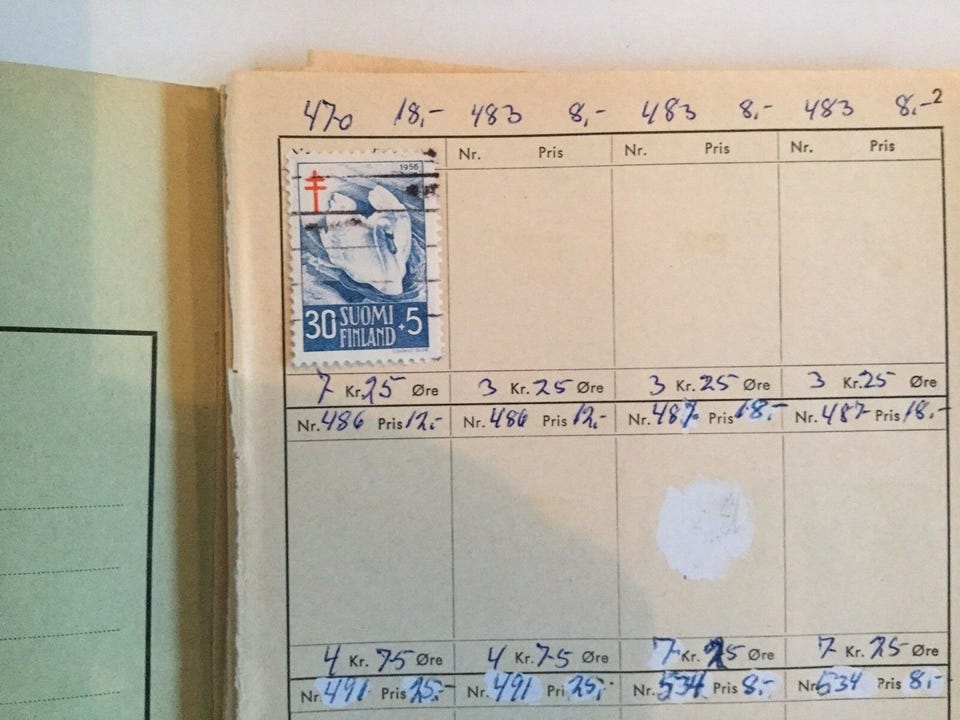 470 18,- 483 8,- 483 8,- 483 8,- 2
Nr. Pris Nr. Pris Nr. Pris
1956
30 SUOMI FINLAND +5
7 Kr. 25 Øre 3 Kr. 25 Øre 3 Kr. 25 Øre 3 Kr. 25 Øre
Nr. 486 Pris 12,- Nr. 486 Pris 12,- Nr. 487 Pris 18,- Nr. 487 Pris 18,-
4 Kr. 75 Øre 4 Kr. 75 Øre 7 Kr. 25 Øre 7 Kr. 25 Øre
Nr. 491 Pris 25,- Nr. 491 Pri 25,- Nr. 534 Pris 8,- Nr. 534 Pris 8,-